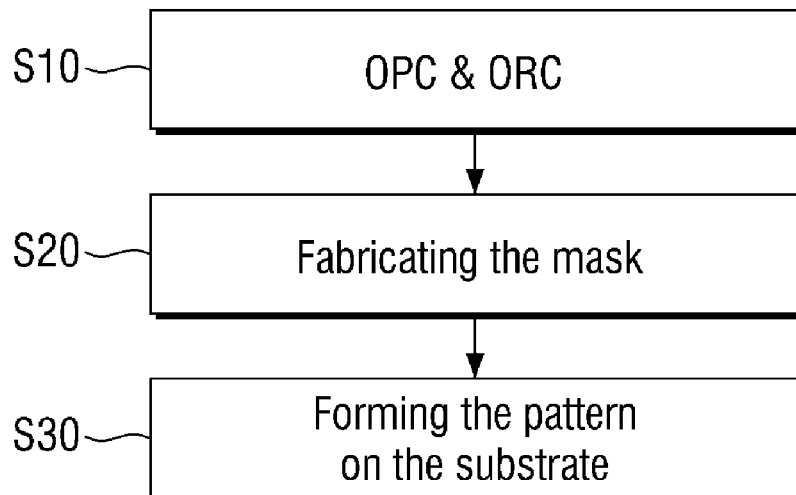 S10
OPC & ORC
S20
Fabricating the mask
S30
Forming the pattern
on the substrate